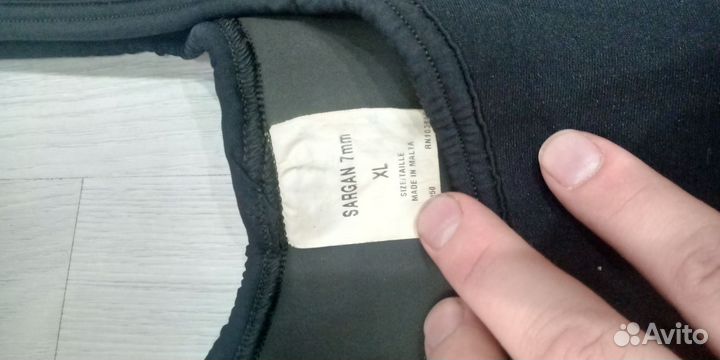 SARGAN 7mm
XL
SIZE/TAILLE
MADE IN MALTA
Avito